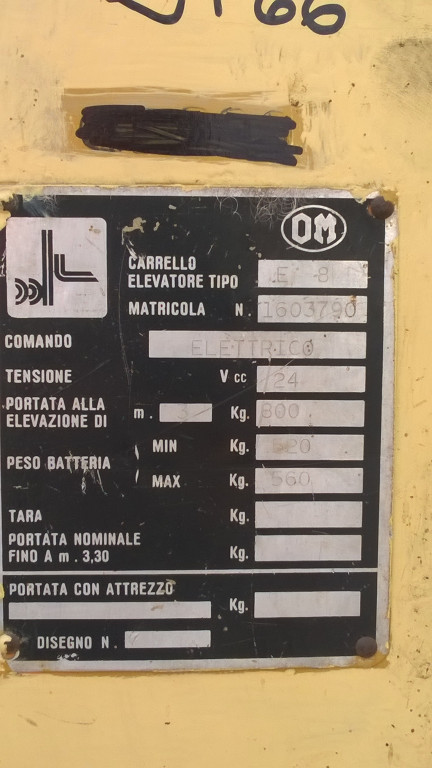 OM
CARRELLO
ELEVATORE TIPO E 8
MATRICOLA N. 1603790
COMANDO ELETTRICO
TENSIONE V cc 24
PORTATA ALLA
ELEVAZIONE DI m. 3 Kg. 800
PESO BATTERIA MIN Kg. 520
MAX Kg. 560
TARA Kg.
PORTATA NOMINALE
FINO A m. 3,30 Kg.
PORTATA CON ATTREZZO
Kg.
DISEGNO N.